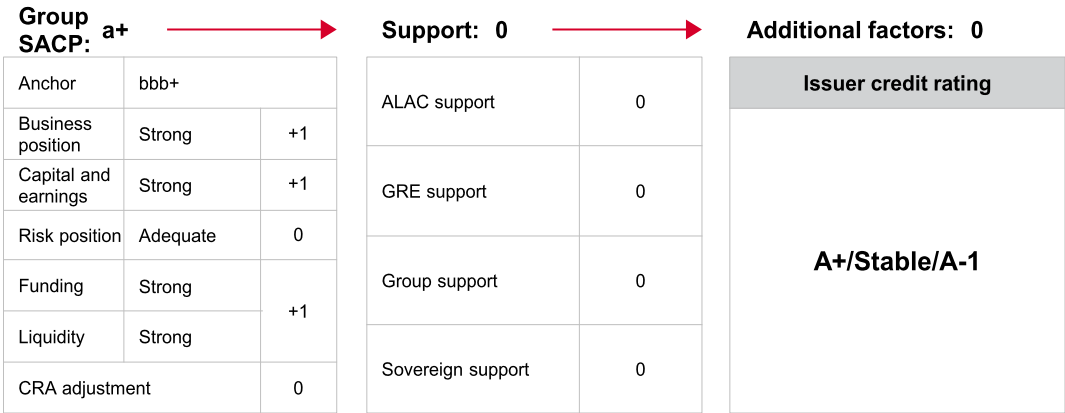 Group
SACP: a+
Support: 0
Additional factors: 0
Anchor bbb+
Business
position Strong +1
Capital and
earnings Strong +1
Risk position Adequate 0
Funding Strong
+1
Liquidity Strong
CRA adjustment 0
ALAC support 0
GRE support 0
Group support 0
Sovereign support 0
Issuer credit rating
A+/Stable/A-1